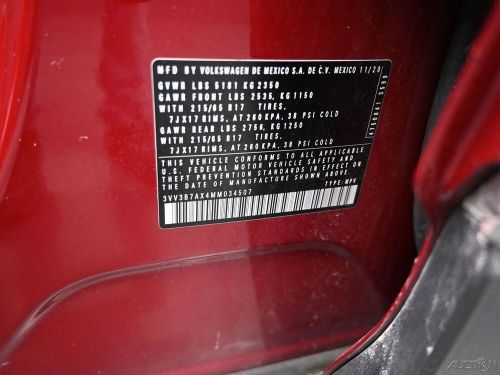 MFD. BY VOLKSWAGEN DE MEXICO S.A. DE C.V. MEXICO 11/20
GVWR LBS 5181 KG 2350
GAWR FRONT LBS 2535, KG 1150
WITH 215/65 R17 TIRES,
7JX17 RIMS, AT 260 KPA, 38 PSI COLD
GAWR REAR LBS 2756, KG 1250
WITH 215/65 R17 TIRES,
7JX17 RIMS, AT 260 KPA, 38 PSI COLD
THIS VEHICLE CONFORMS TO ALL APPLICABLE
U.S. FEDERAL MOTOR VEHICLE SAFETY AND
THEFT PREVENTION STANDARDS IN EFFECT ON
THE DATE OF MANUFACTURE SHOWN ABOVE.
3VV3B7AX4MM034507 TYPE: MPV